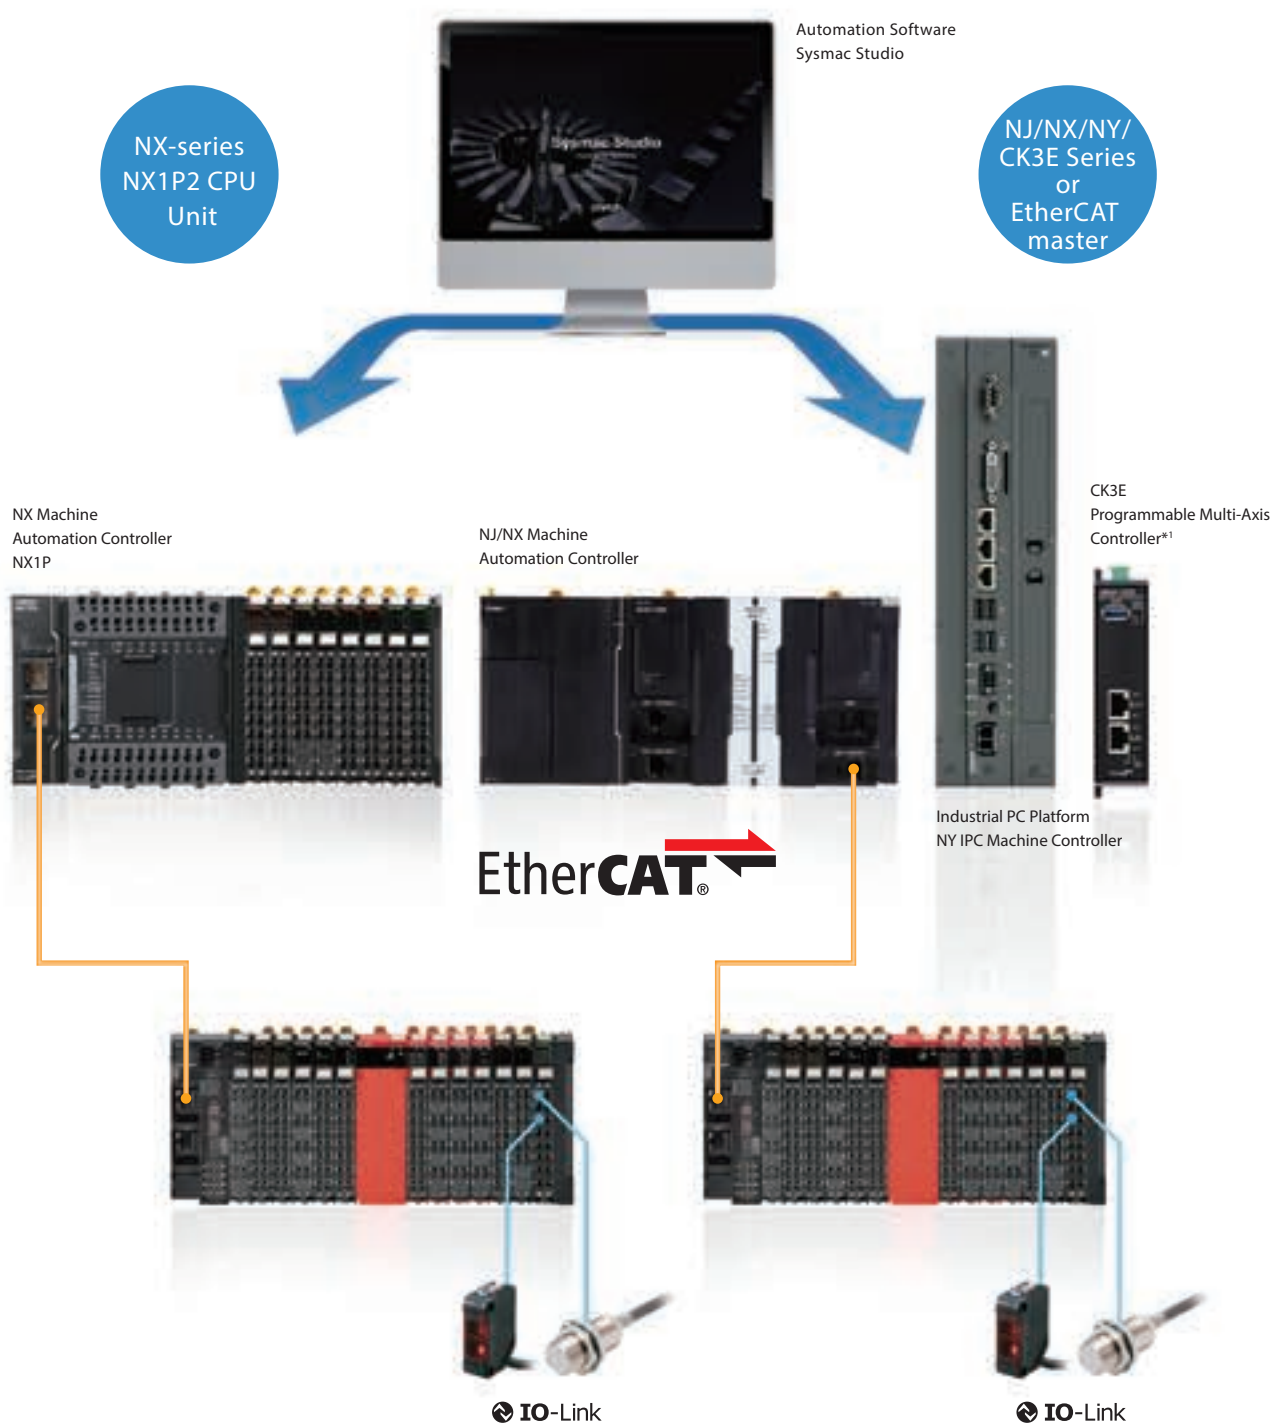 Automation Software
Sysmac Studio
NX-series
NX1P2 CPU
Unit
NJ/NX/NY/
CK3E Series
or
EtherCAT
master
Sysmac Studio
NX Machine
Automation Controller
NX1P
NJ/NX Machine
Automation Controller
CK3E
Programmable Multi-Axis
Controller*1
Industrial PC Platform
NY IPC Machine Controller
EtherCAT®
IO-Link
IO-Link